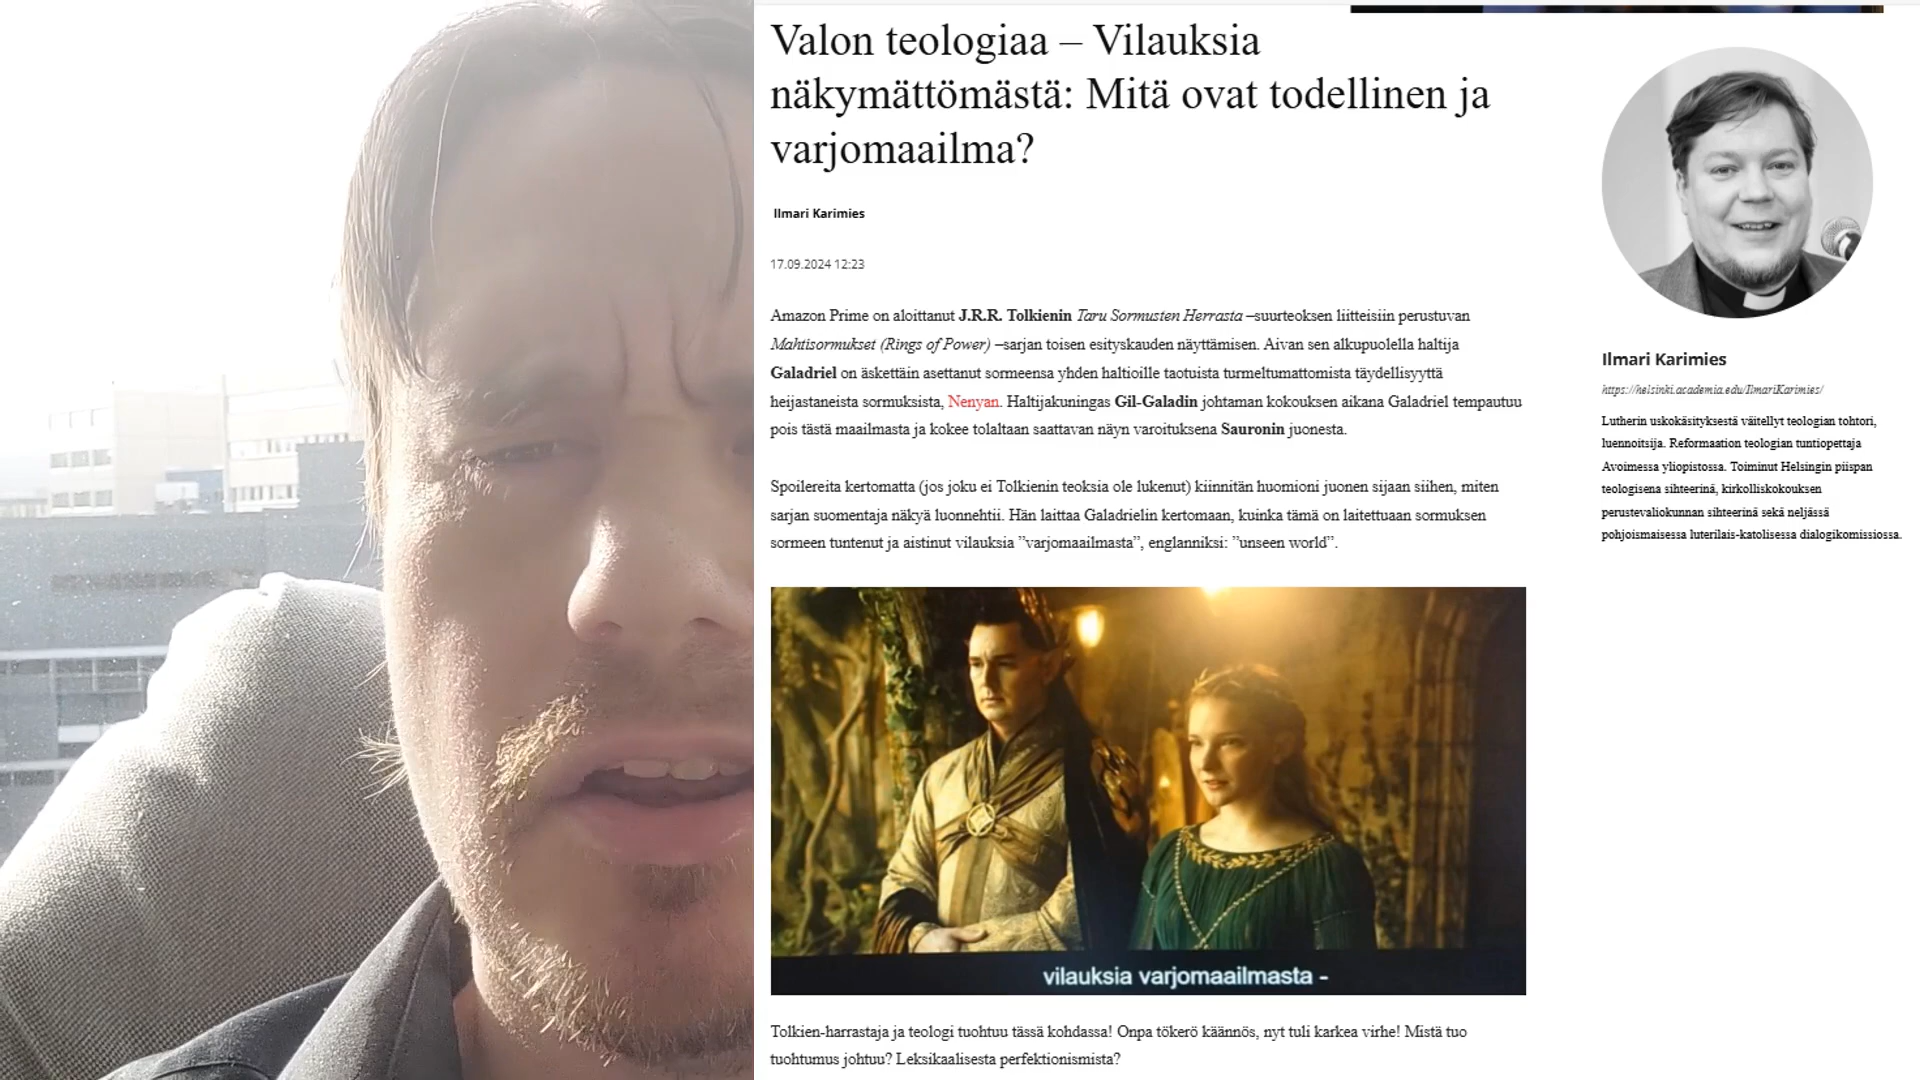 Valon teologiaa – Vilauksia
näkymättömästä: Mitä ovat todellinen ja
varjomaailma?
Ilmari Karimies
17.09.2024 12:23
Amazon Prime on aloittanut J.R.R. Tolkienin Taru Sormusten Herrasta –suurteoksen liitteisiin perustuvan
Mahtisormukset (Rings of Power) –sarjan toisen esityskauden näyttämisen. Aivan sen alkupuolella haltija
Galadriel on äskettäin asettanut sormeensa yhden haltioille taotuista turmeltumattomista täydellisyyttä
heijastaneista sormuksista, Nenyan. Haltijakuningas Gil-Galadin johtaman kokouksen aikana Galadriel tempautuu
pois tästä maailmasta ja kokee tolaltaan saattavan näyn varoituksena Sauronin juonesta.
Spoilereita kertomatta (jos joku ei Tolkienin teoksia ole lukenut) kiinnitän huomioni juonen sijaan siihen, miten
sarjan suomentaja näkyä luonnehtii. Hän laittaa Galadrielin kertomaan, kuinka tämä on laitettuaan sormuksen
sormeen tuntenut ja aistinut vilauksia ”varjomaailmasta”, englanniksi: ”unseen world”.
vilauksia varjomaailmasta -
Tolkien-harrastaja ja teologi tuohtuu tässä kohdassa! Onpa tökerö käännös, nyt tuli karkea virhe! Mistä tuo
tuohtumus johtuu? Leksikaalisesta perfektionismista?
Ilmari Karimies
https://helsinki.academia.edu/IlmariKarimies/
Lutherin uskokäsityksestä väitellyt teologian tohtori,
luennoitsija. Reformaation teologian tuntiopettaja
Avoimessa yliopistossa. Toiminut Helsingin piispan
teologisena sihteerinä, kirkolliskokouksen
perustevaliokunnan sihteerinä sekä neljässä
pohjoismaisessa luterilais-katolisessa dialogikomissiossa.